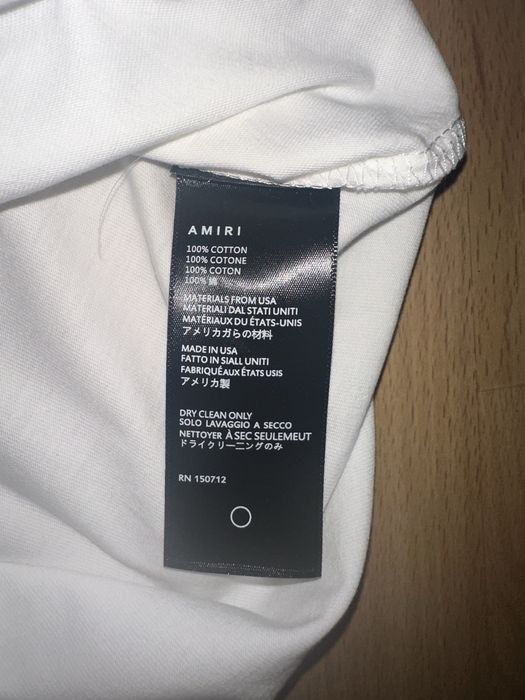 AMIRI
100% COTTON
100% COTONE
100% COTON
100% 綿
MATERIALS FROM USA
MATERIALI DAL STATI UNITI
MATÉRIAUX DU ÉTATS-UNIS
アメリカガらの材料
MADE IN USA
FATTO IN SIALL UNITI
FABRIQUÉAUX ÉTATS USIS
アメリカ製
DRY CLEAN ONLY
SOLO LAVAGGIO A SECCO
NETTOYER À SEC SEULEMEUT
ドライクリーニングのみ
RN 150712